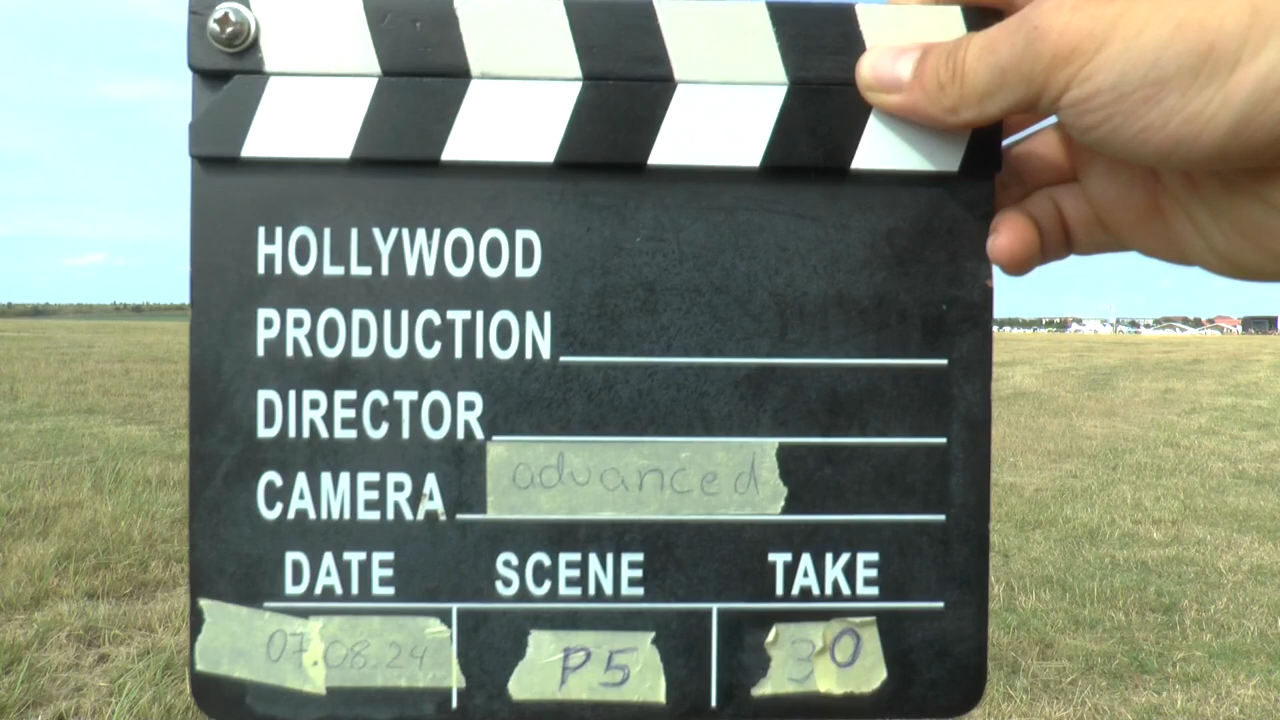 HOLLYWOOD
PRODUCTION
DIRECTOR
CAMERA advanced
DATE SCENE TAKE
07.08.24 P5 30